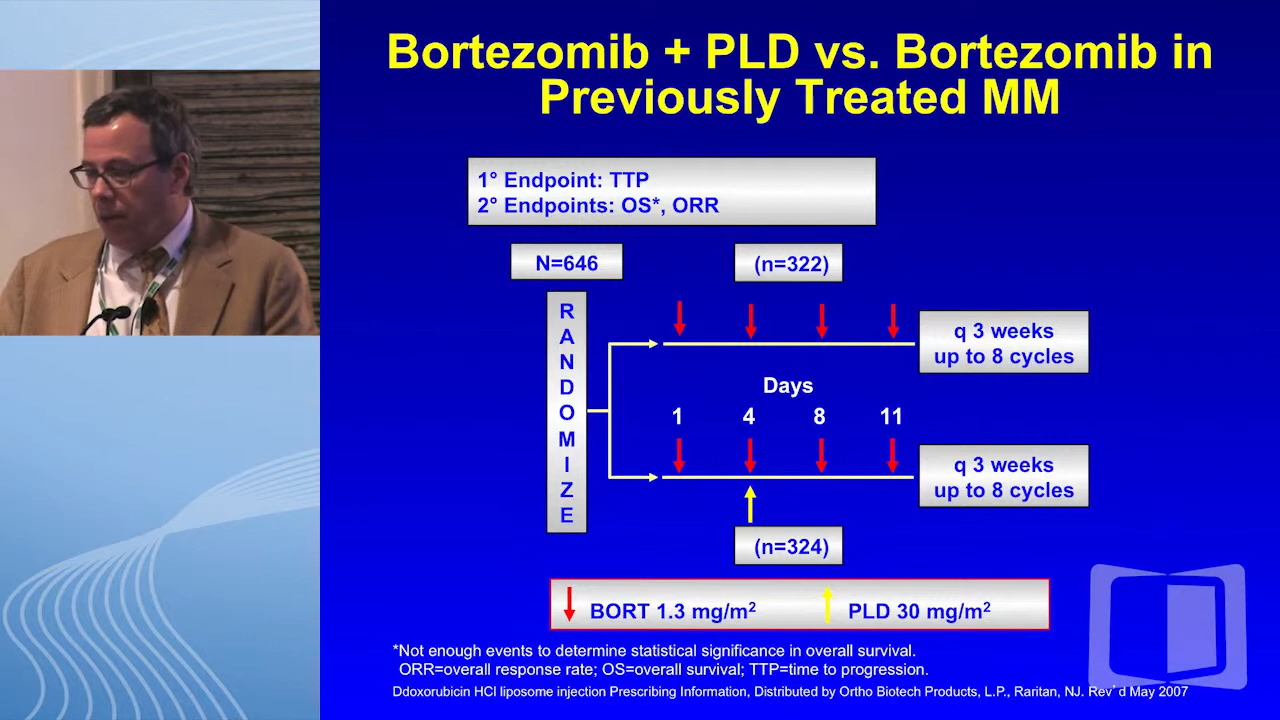 Bortezomib + PLD vs. Bortezomib in
Previously Treated MM
1° Endpoint: TTP
2° Endpoints: OS*, ORR
N=646
(n=322)
R
A
N
D
O
M
I
Z
E
q 3 weeks
up to 8 cycles
Days
1 4 8 11
q 3 weeks
up to 8 cycles
(n=324)
BORT 1.3 mg/m²
PLD 30 mg/m²
*Not enough events to determine statistical significance in overall survival.
ORR=overall response rate; OS=overall survival; TTP=time to progression.
Ddoxorubicin HCl liposome injection Prescribing Information, Distributed by Ortho Biotech Products, L.P., Raritan, NJ. Rev'd May 2007